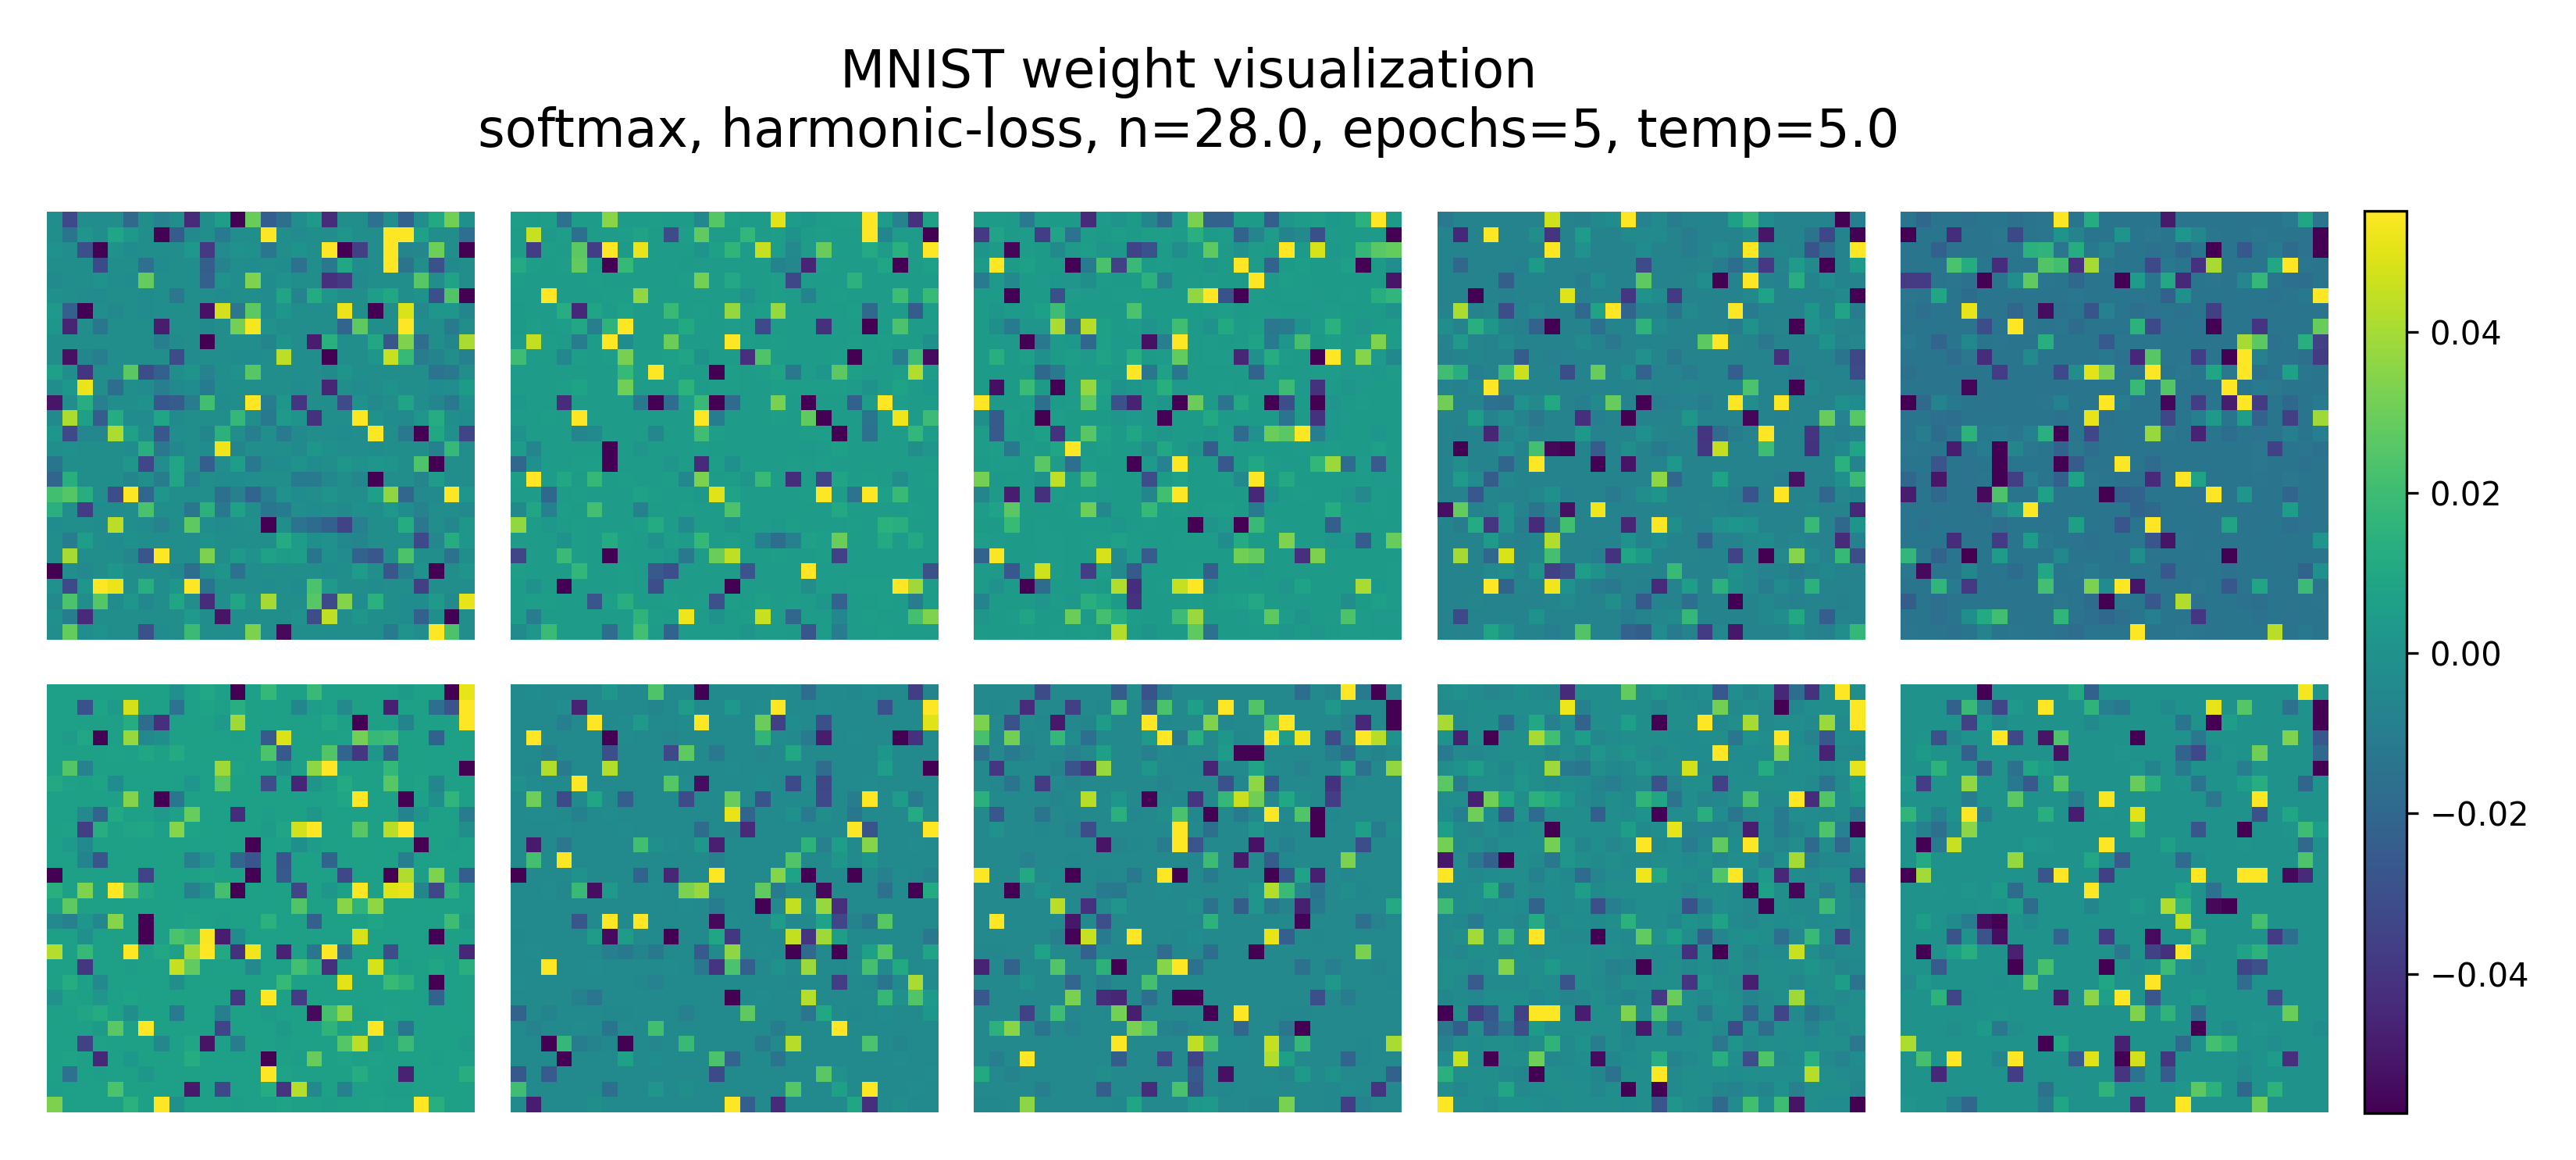 MNIST weight visualization
softmax, harmonic-loss, n=28.0, epochs=5, temp=5.0
0.04
0.02
0.00
−0.02
−0.04